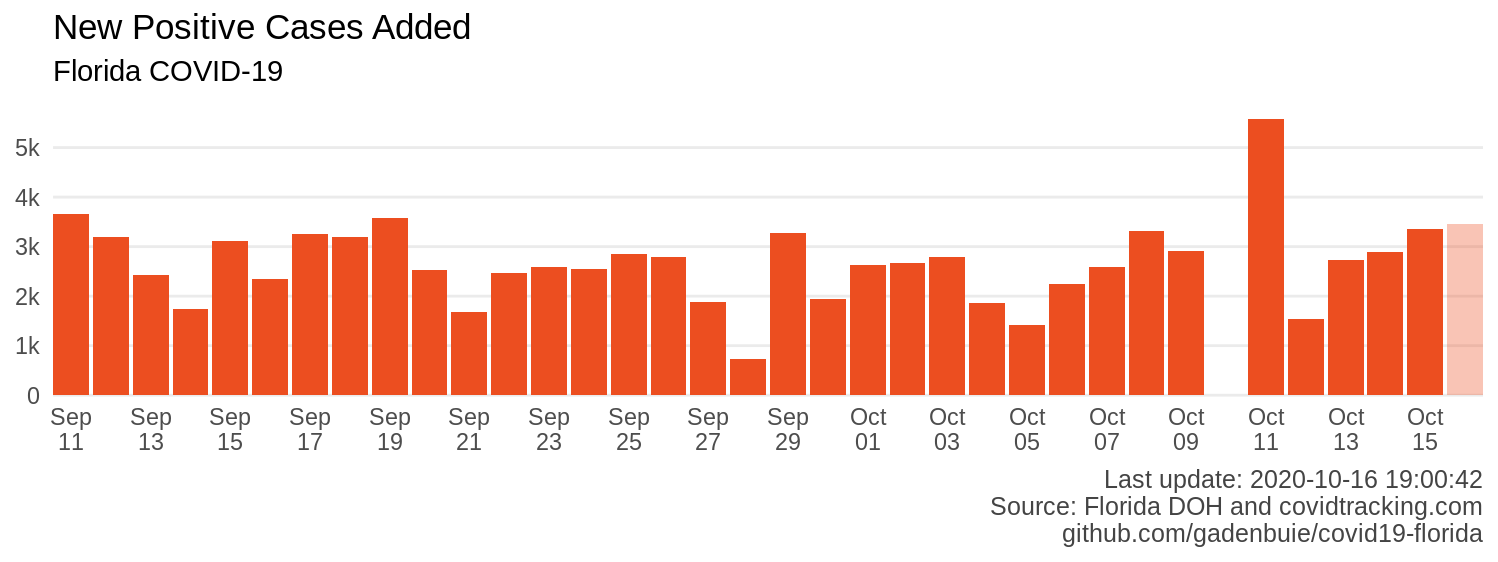 New Positive Cases Added
Florida COVID-19
5k
4k
3k
2k
1k
0
Sep Sep Sep Sep Sep Sep Sep Sep Sep Sep Oct Oct Oct Oct Oct Oct Oct Oct
11 13 15 17 19 21 23 25 27 29 01 03 05 07 09 11 13 15
Last update: 2020-10-16 19:00:42
Source: Florida DOH and covidtracking.com
github.com/gadenbuie/covid19-florida